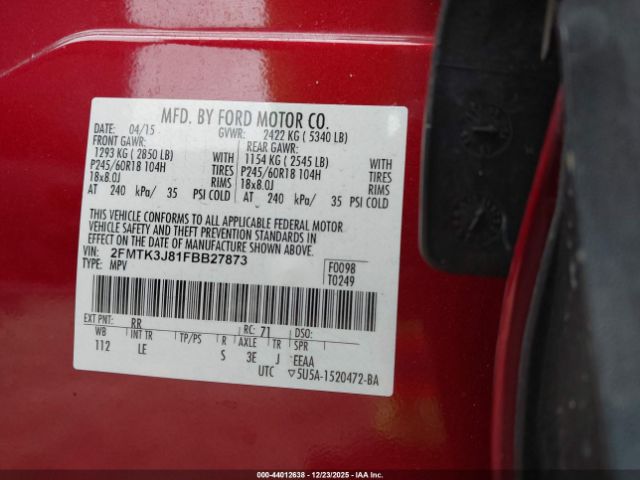 MFD. BY FORD MOTOR CO.
DATE: 04/15 GVWR: 2422 KG ( 5340 LB)
FRONT GAWR: REAR GAWR:
1293 KG ( 2850 LB) WITH 1154 KG ( 2545 LB) WITH
P245/60R18 104H TIRES P245/60R18 104H TIRES
18x8.0J RIMS 18x8.0J RIMS
AT 240 kPa/ 35 PSI COLD AT 240 kPa/ 35 PSI COLD
THIS VEHICLE CONFORMS TO ALL APPLICABLE FEDERAL MOTOR
VEHICLE SAFETY AND THEFT PREVENTION STANDARDS IN
EFFECT ON THE DATE OF MANUFACTURE SHOWN ABOVE.
VIN: 2FMTK3J81FBB27873
TYPE: MPV F0098
T0249
EXT PNT: RR RC: 71 DSO:
WB INT TR TP/PS R AXLE TR SPR
112 LE S 3E J EEAA
UTC ▽5U5A-1520472-BA
000-44012638 - 12/23/2025 - IAA Inc.